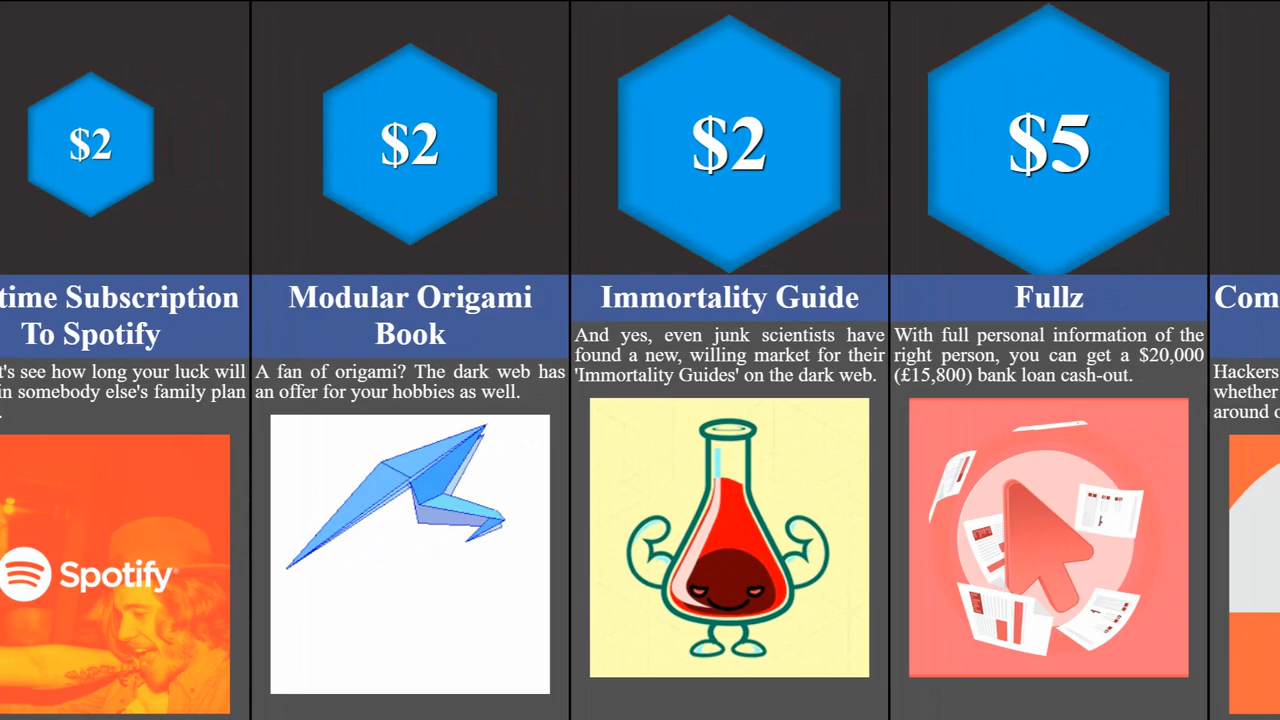 $2
time Subscription
To Spotify
t's see how long your luck will
in somebody else's family plan
.
Spotify
$2
Modular Origami
Book
A fan of origami? The dark web has
an offer for your hobbies as well.
$2
Immortality Guide
And yes, even junk scientists have
found a new, willing market for their
'Immortality Guides' on the dark web.
$5
Fullz
With full personal information of the
right person, you can get a $20,000
(£15,800) bank loan cash-out.
Com
Hackers
whether
around